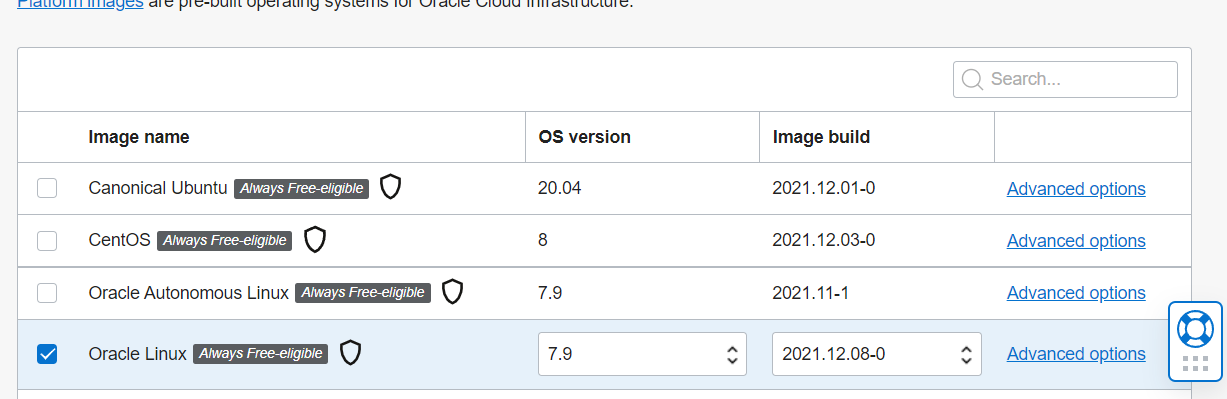 Platform images are pre-built operating systems for Oracle Cloud Infrastructure.
Search...
Image name OS version Image build
Canonical Ubuntu Always Free-eligible 20.04 2021.12.01-0 Advanced options
CentOS Always Free-eligible 8 2021.12.03-0 Advanced options
Oracle Autonomous Linux Always Free-eligible 7.9 2021.11-1 Advanced options
Oracle Linux Always Free-eligible 7.9 2021.12.08-0 Advanced options